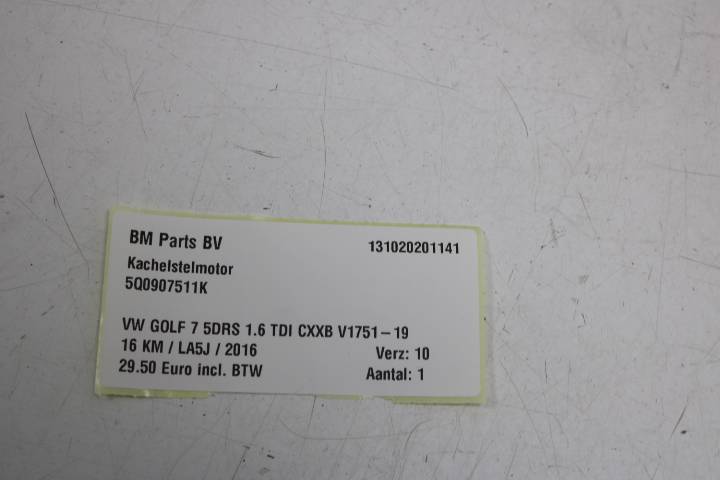 BM Parts BV 131020201141
Kachelstelmotor
5Q0907511K
VW GOLF 7 5DRS 1.6 TDI CXXB V1751-19
16 KM / LA5J / 2016 Verz: 10
29.50 Euro incl. BTW Aantal: 1